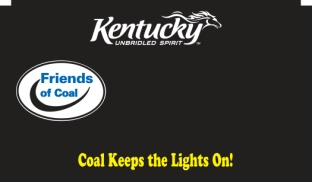 Kentucky
UNBRIDLED SPIRIT
Friends
of Coal
Coal Keeps the Lights On!